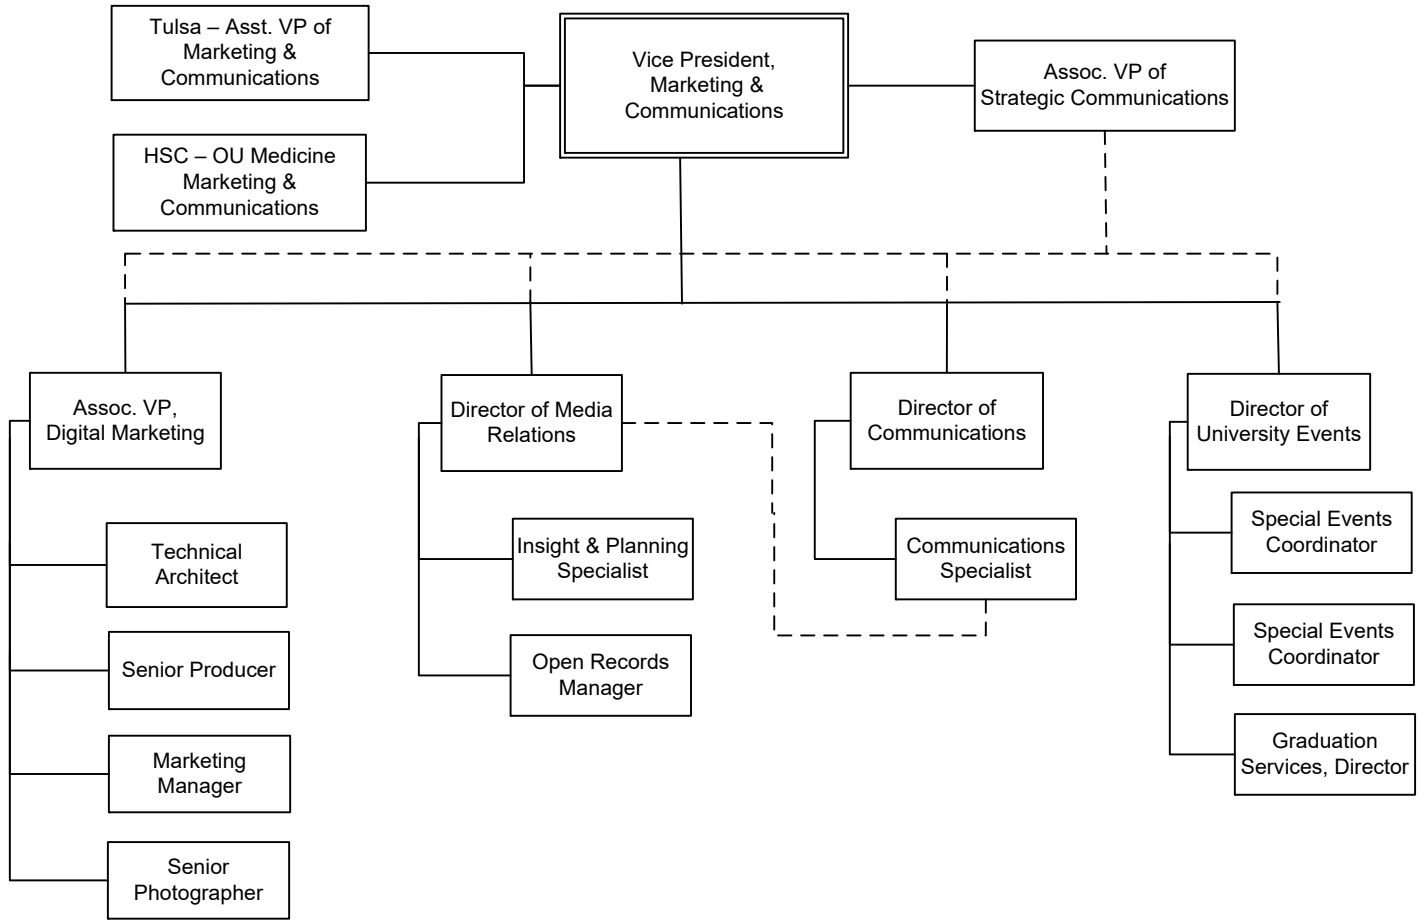 Tulsa – Asst. VP of
Marketing &
Communications
Vice President,
Marketing &
Communications
Assoc. VP of
Strategic Communications
HSC – OU Medicine
Marketing &
Communications
Assoc. VP,
Digital Marketing
Director of Media
Relations
Director of
Communications
Director of
University Events
Technical
Architect
Senior Producer
Marketing
Manager
Senior
Photographer
Insight & Planning
Specialist
Open Records
Manager
Communications
Specialist
Special Events
Coordinator
Special Events
Coordinator
Graduation
Services, Director